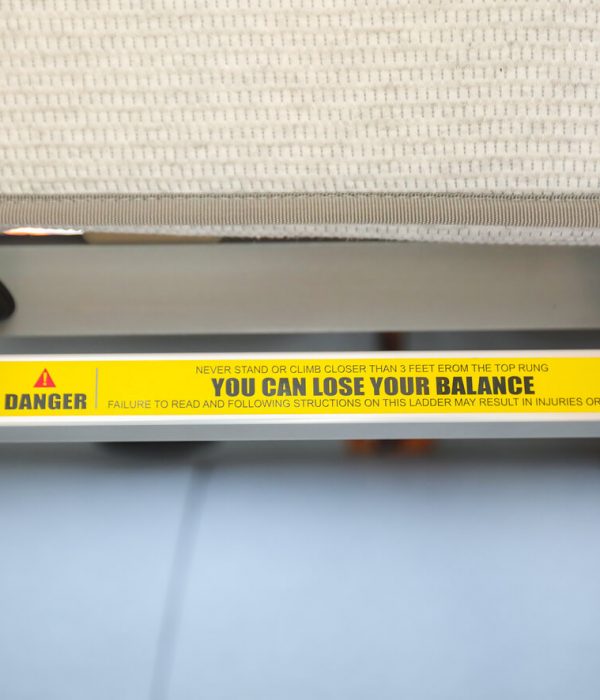 NEVER STAND OR CLIMB CLOSER THAN 3 FEET EROM THE TOP RUNG
DANGER
YOU CAN LOSE YOUR BALANCE
FAILURE TO READ AND FOLLOWING STRUCTIONS ON THIS LADDER MAY RESULT IN INJURIES OR